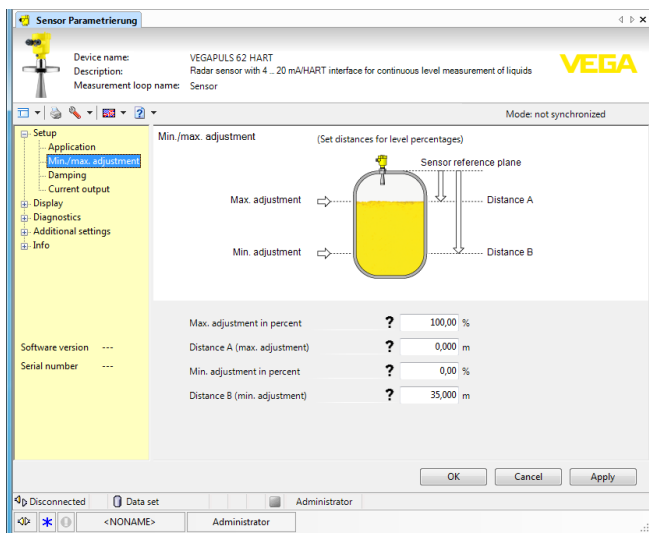 Sensor Parametrierung
Device name: VEGAPULS 62 HART
Description: Radar sensor with 4 .. 20 mA/HART interface for continuous level measurement of liquids
Measurement loop name: Sensor
VEGA
Mode: not synchronized
Setup
Application
Min./max. adjustment
Damping
Current output
Display
Diagnostics
Additional settings
Info
Software version ---
Serial number ---
Min./max. adjustment (Set distances for level percentages)
Sensor reference plane
Max. adjustment Distance A
Min. adjustment Distance B
Max. adjustment in percent ? 100,00 %
Distance A (max. adjustment) ? 0,000 m
Min. adjustment in percent ? 0,00 %
Distance B (min. adjustment) ? 35,000 m
OK Cancel Apply
Disconnected Data set Administrator
<NONAME> Administrator